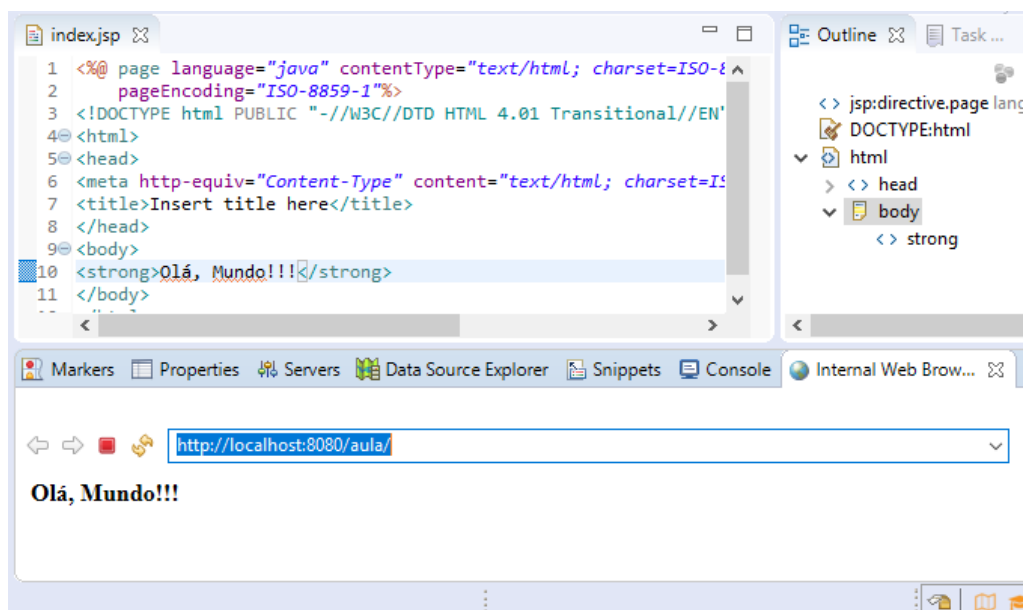 index.jsp
Outline
Task ...
1 <%@ page language="java" contentType="text/html; charset=ISO-8
2 pageEncoding="ISO-8859-1"%>
3 <!DOCTYPE html PUBLIC "-//W3C//DTD HTML 4.01 Transitional//EN"
4 <html>
5 <head>
6 <meta http-equiv="Content-Type" content="text/html; charset=IS
7 <title>Insert title here</title>
8 </head>
9 <body>
10 <strong>Olá, Mundo!!!</strong>
11 </body>
<> jsp:directive.page lang
DOCTYPE:html
html
<> head
body
<> strong
Markers Properties Servers Data Source Explorer Snippets Console Internal Web Brow...
http://localhost:8080/aula/
Olá, Mundo!!!